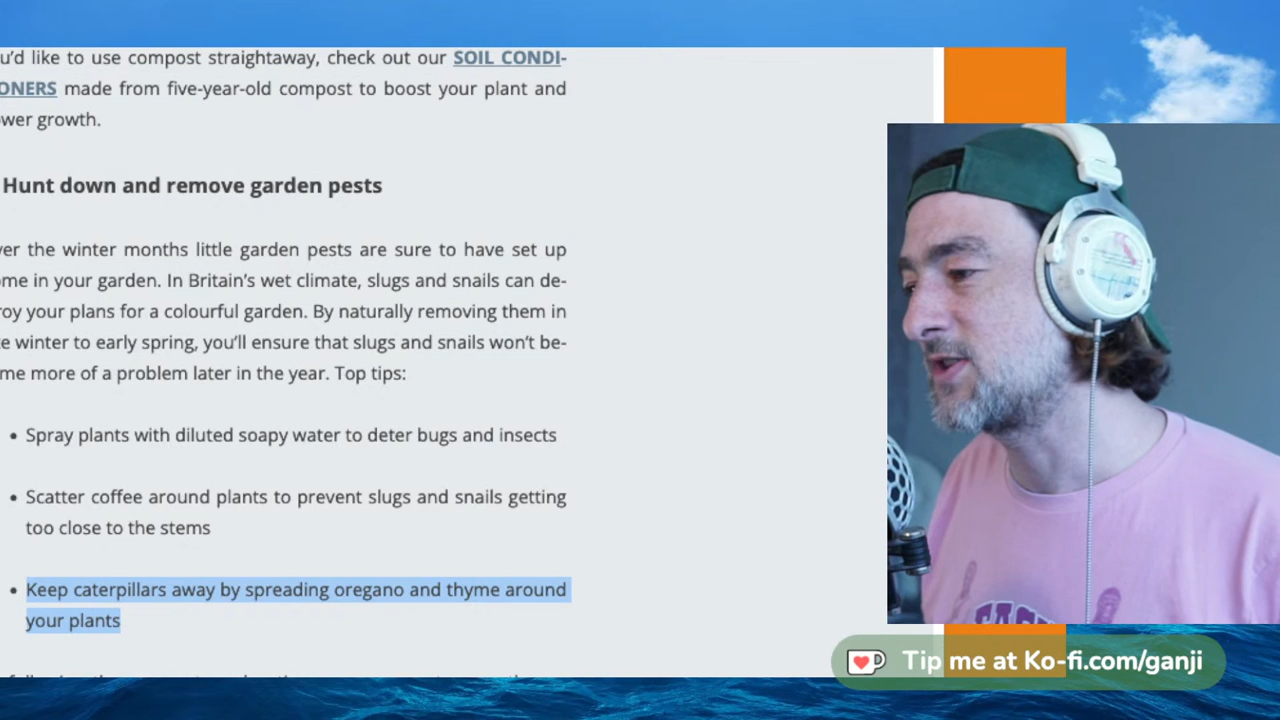 u’d like to use compost straightaway, check out our SOIL CONDI-
ONERS made from five-year-old compost to boost your plant and
wer growth.
Hunt down and remove garden pests
er the winter months little garden pests are sure to have set up
me in your garden. In Britain’s wet climate, slugs and snails can de-
roy your plans for a colourful garden. By naturally removing them in
e winter to early spring, you’ll ensure that slugs and snails won’t be-
me more of a problem later in the year. Top tips:
• Spray plants with diluted soapy water to deter bugs and insects
• Scatter coffee around plants to prevent slugs and snails getting
too close to the stems
• Keep caterpillars away by spreading oregano and thyme around
your plants
Tip me at Ko-fi.com/ganji